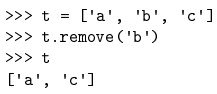 >>> t = ['a', 'b', 'c']
>>> t.remove('b')
>>> t
['a', 'c']